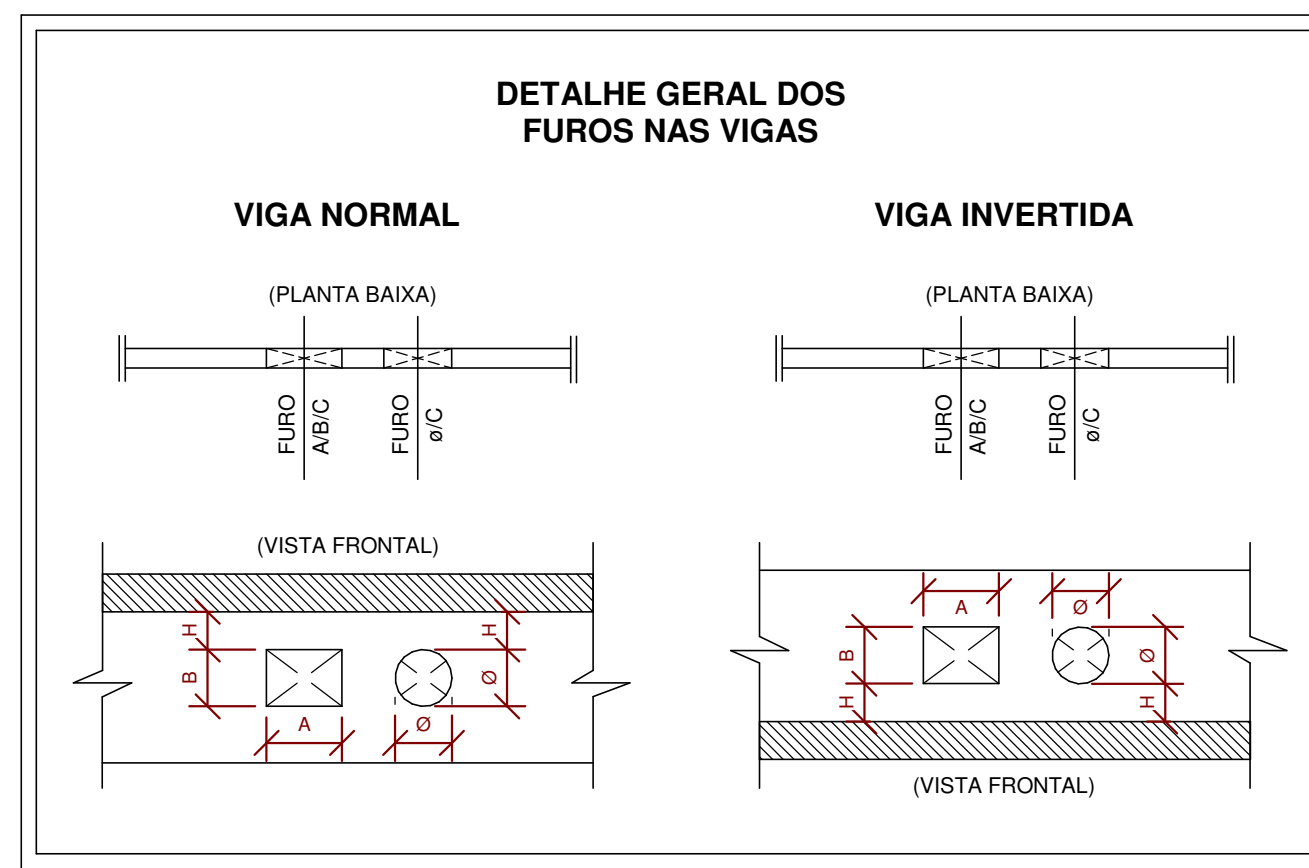 DETALHE GERAL DOS
FUROS NAS VIGAS
VIGA NORMAL
(PLANTA BAIXA)
FURO
A/B/C
FURO
ø/C
(VISTA FRONTAL)
H
B
A
H
Ø
Ø
VIGA INVERTIDA
(PLANTA BAIXA)
FURO
A/B/C
FURO
ø/C
A
Ø
B
H
Ø
H
(VISTA FRONTAL)